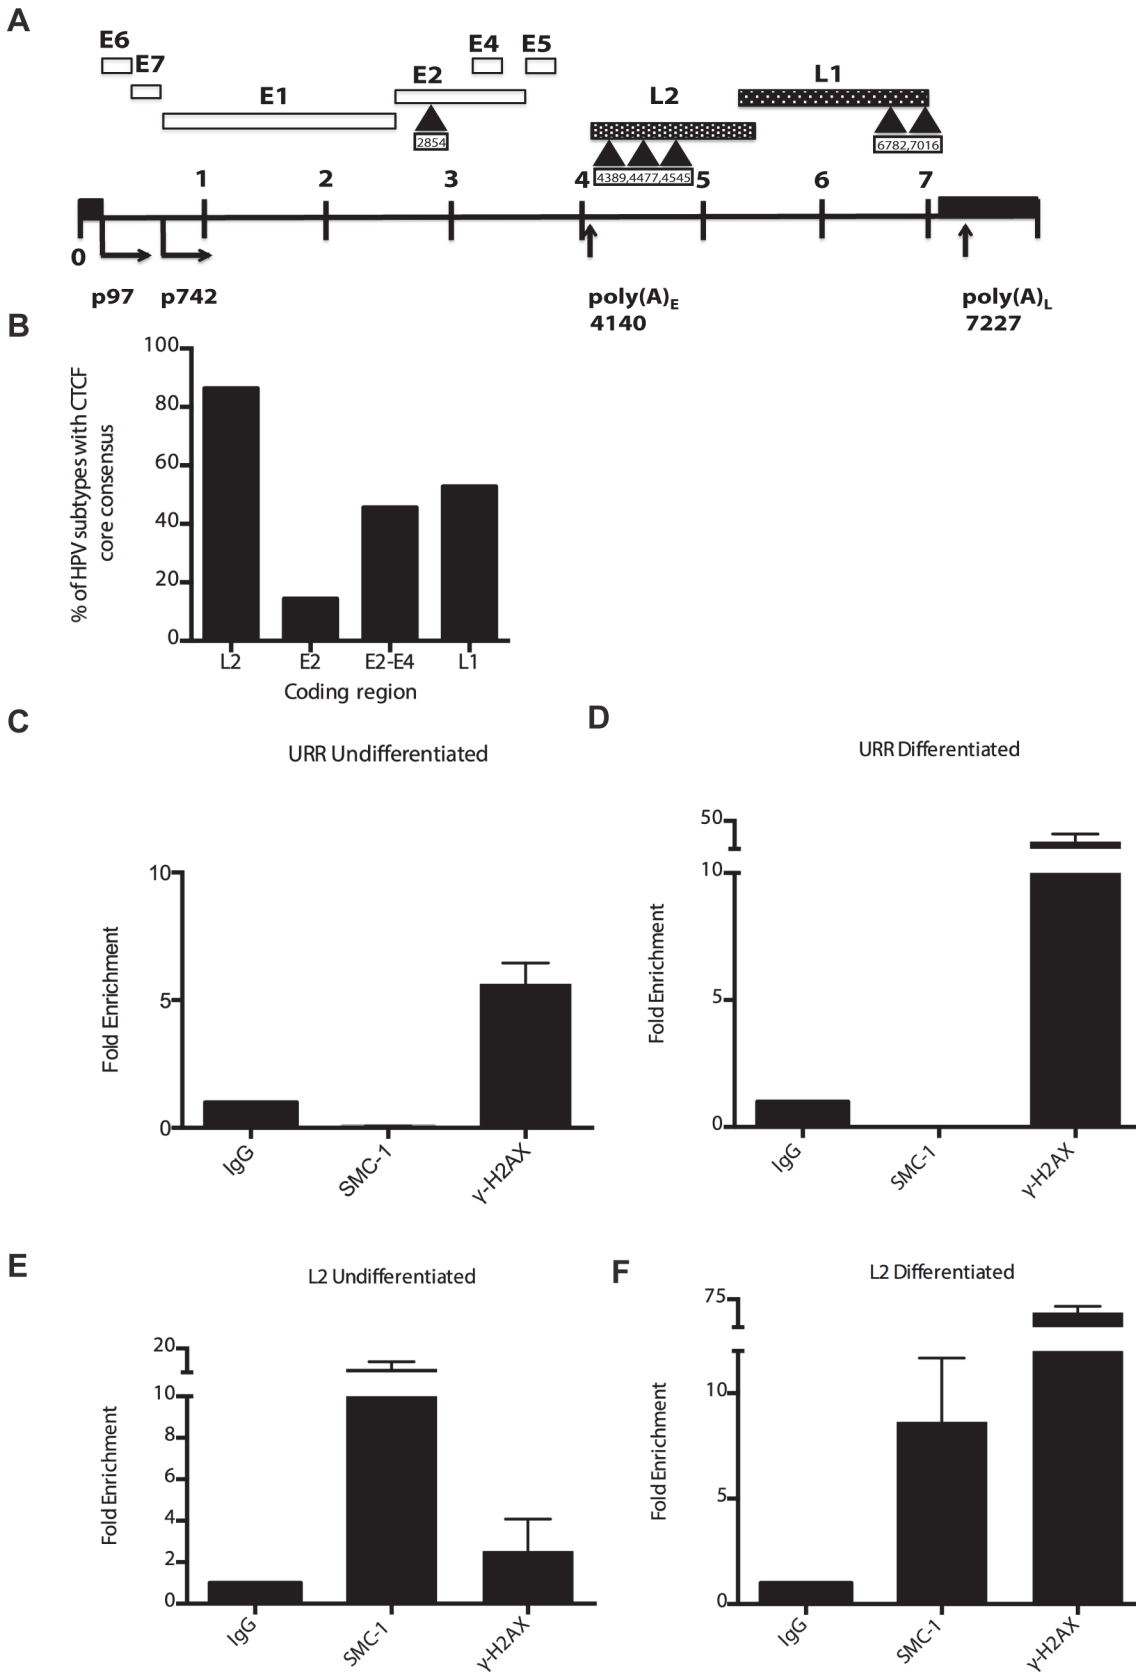 A
E6
E7
E1
E2
E4
E5
L2
L1
2854
4389,4477,4545
6782,7016
0
1
2
3
4
5
6
7
p97
p742
poly(A)E
4140
poly(A)L
7227
B
% of HPV subtypes with CTCF
core consensus
100
80
60
40
20
0
L2
E2
E2-E4
L1
Coding region
C
URR Undifferentiated
Fold Enrichment
10
5
0
IgG
SMC-1
γ-H2AX
D
URR Differentiated
Fold Enrichment
50
10
5
0
IgG
SMC-1
γ-H2AX
E
L2 Undifferentiated
Fold Enrichment
20
10
8
6
4
2
0
IgG
SMC-1
γ-H2AX
F
L2 Differentiated
Fold Enrichment
75
10
5
0
IgG
SMC-1
γ-H2AX